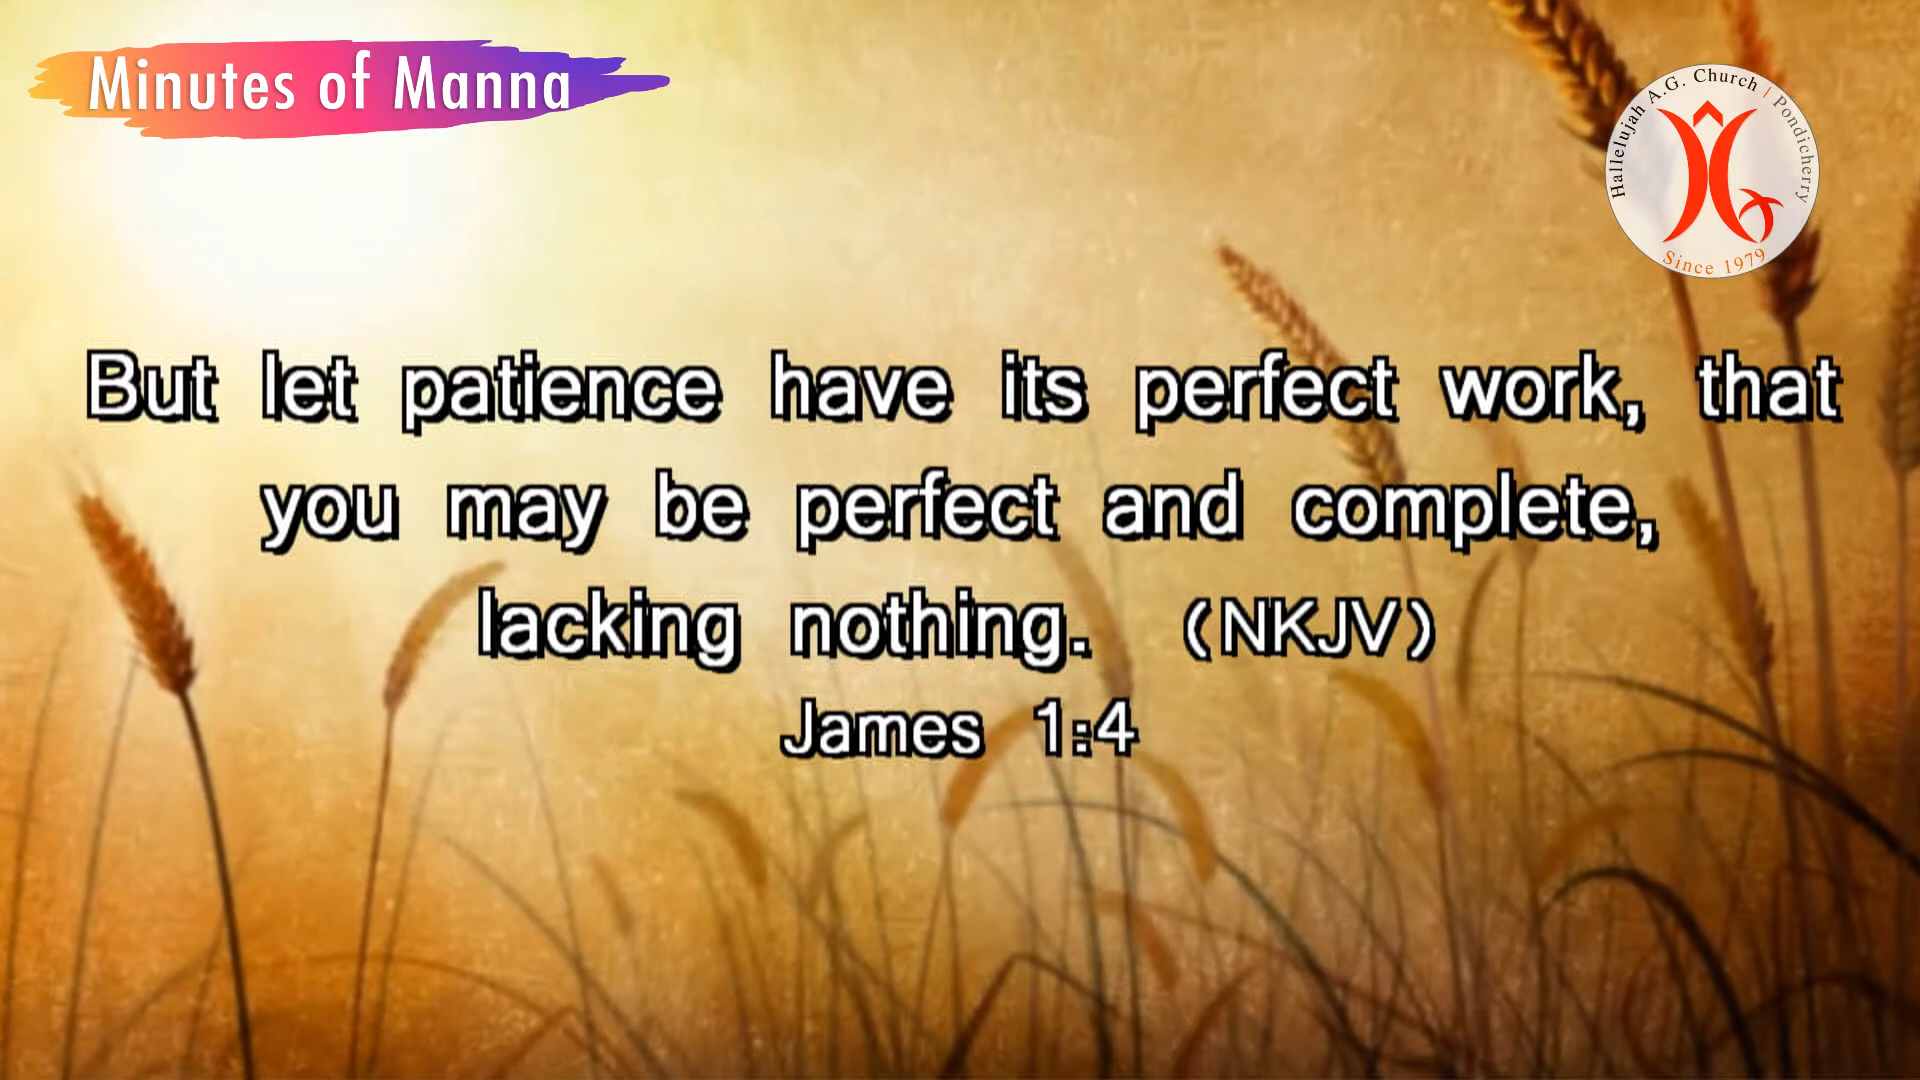 Minutes of Manna
Hallelujah A.G. Church | Pondicherry
Since 1979
But let patience have its perfect work, that
you may be perfect and complete,
lacking nothing. (NKJV)
James 1:4